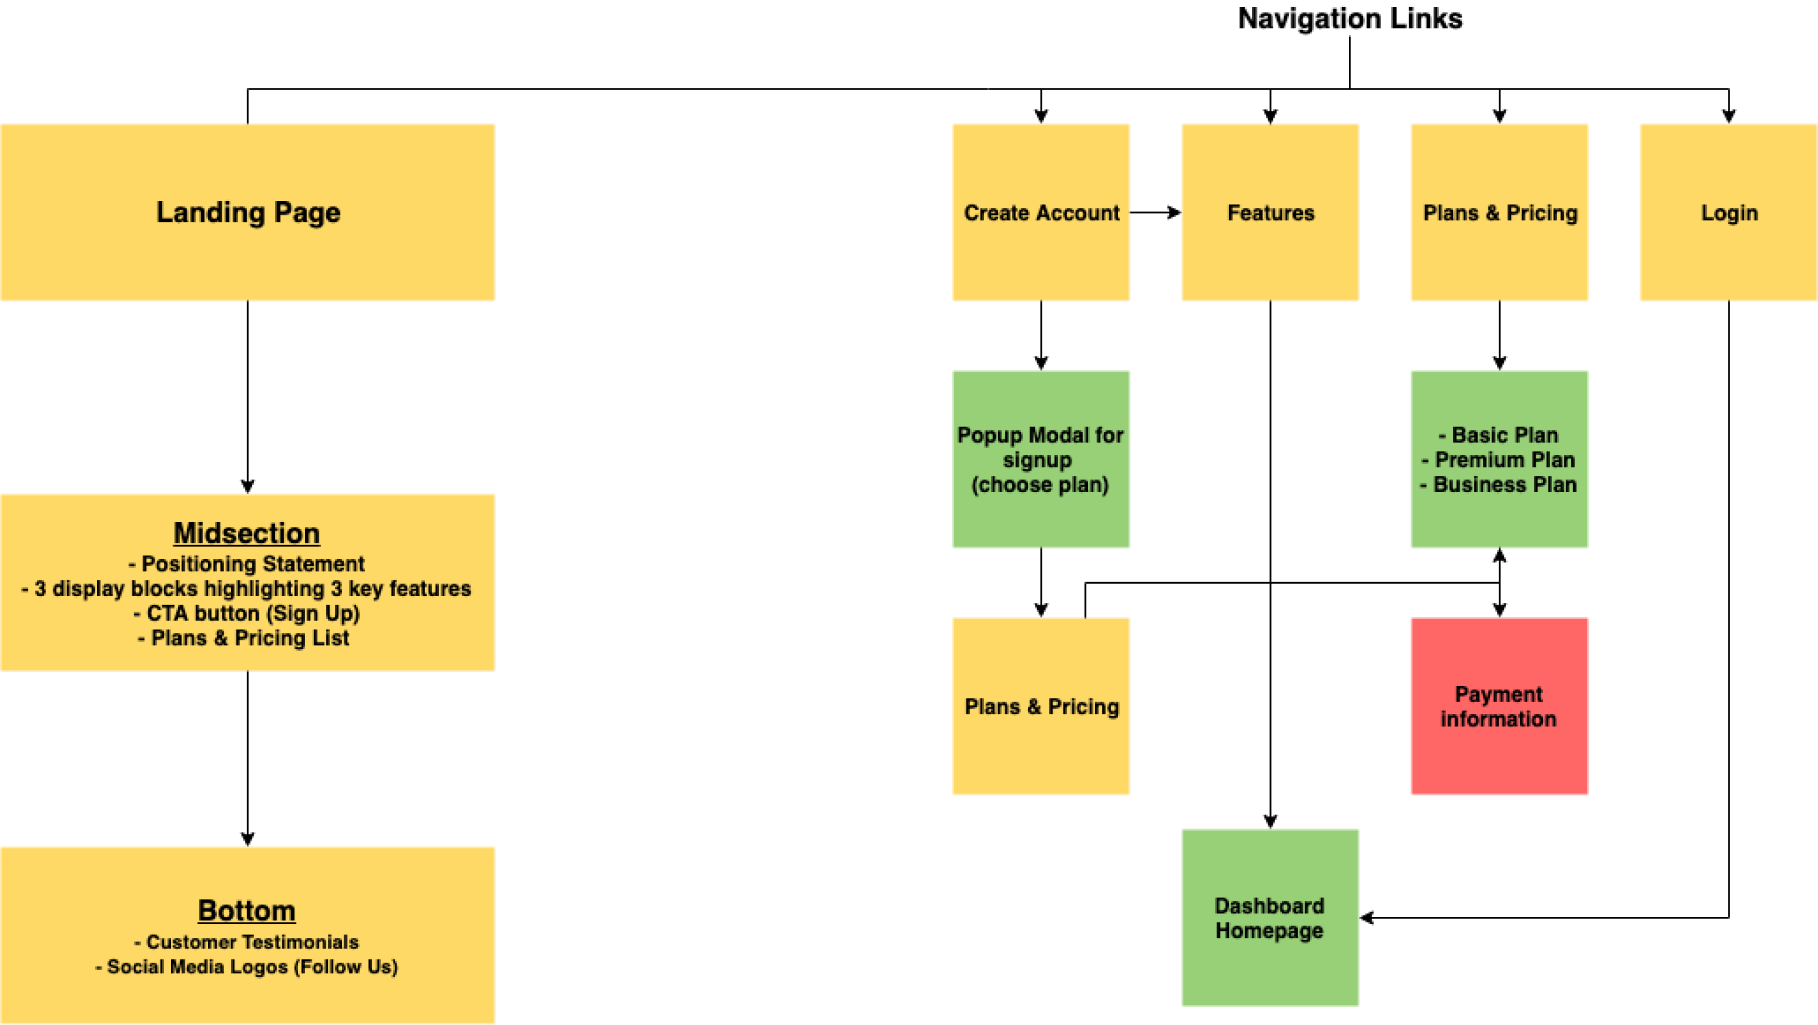 Navigation Links
Landing Page
Create Account
Features
Plans & Pricing
Login
Popup Modal for
signup
(choose plan)
- Basic Plan
- Premium Plan
- Business Plan
Midsection
- Positioning Statement
- 3 display blocks highlighting 3 key features
- CTA button (Sign Up)
- Plans & Pricing List
Plans & Pricing
Payment
information
Bottom
- Customer Testimonials
- Social Media Logos (Follow Us)
Dashboard
Homepage